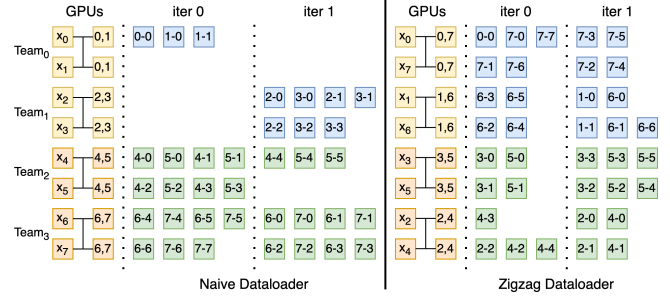 GPUs iter 0 iter 1 GPUs iter 0 iter 1
Team0 x0 0,1 0-0 1-0 1-1 x0 0,7 0-0 7-0 7-7 7-3 7-5
x1 0,1 x7 0,7 7-1 7-6 7-2 7-4
Team1 x2 2,3 2-0 3-0 2-1 3-1 x1 1,6 6-3 6-5 1-0 6-0
x3 2,3 2-2 3-2 3-3 x6 1,6 6-2 6-4 1-1 6-1 6-6
Team2 x4 4,5 4-0 5-0 4-1 5-1 4-4 5-4 5-5 x3 3,5 3-0 5-0 3-3 5-3 5-5
x5 4,5 4-2 5-2 4-3 5-3 x5 3,5 3-1 5-1 3-2 5-2 5-4
Team3 x6 6,7 6-4 7-4 6-5 7-5 6-0 7-0 6-1 7-1 x2 2,4 4-3 2-0 4-0
x7 6,7 6-6 7-6 7-7 6-2 7-2 6-3 7-3 x4 2,4 2-2 4-2 4-4 2-1 4-1
Naive Dataloader Zigzag Dataloader